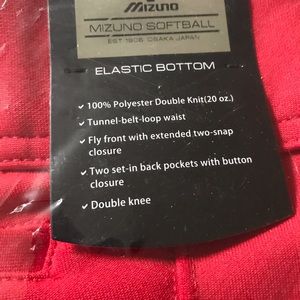 MIZUNO
MIZUNO SOFTBALL
EST. 1906 OSAKA JAPAN
ELASTIC BOTTOM
✓ 100% Polyester Double Knit(20 oz.)
✓ Tunnel-belt-loop waist
✓ Fly front with extended two-snap
closure
✓ Two set-in back pockets with button
closure
✓ Double knee